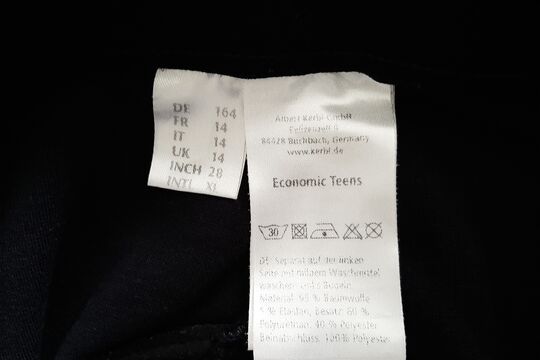 DE 164
FR 14
IT 14
UK 14
INCH 28
INTL XL
Albert Kerbl GmbH
Felizenzell 9
84428 Buchbach, Germany
www.kerbl.de
Economic Teens
30
DE Separat auf der linken
Seite mit mildem Waschmittel
waschen und bügeln.
Material: 95 % Baumwolle
5 % Elastan, Besatz: 60 %
Polyurethan, 40 % Polyester
Beinabschluss: 100% Polyester